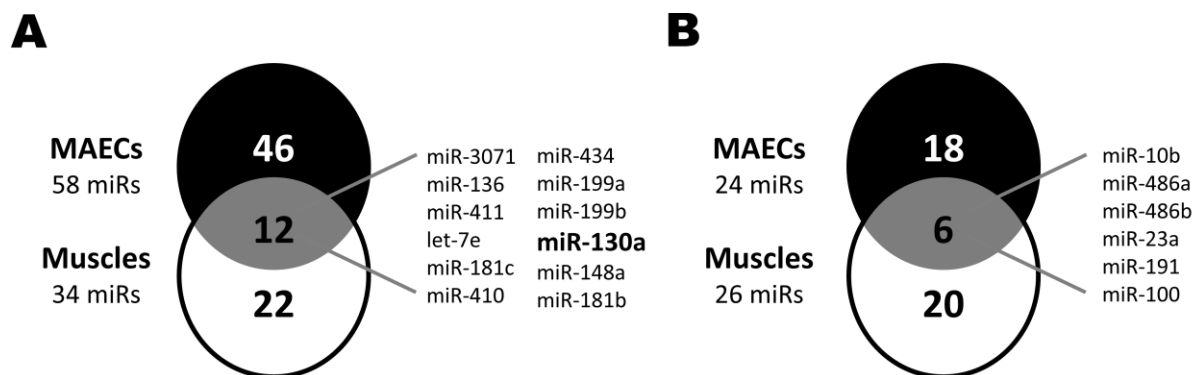 A
MAECs
58 miRs
Muscles
34 miRs
46
12
22
miR-3071
miR-136
miR-411
let-7e
miR-181c
miR-410
miR-434
miR-199a
miR-199b
miR-130a
miR-148a
miR-181b
B
MAECs
24 miRs
Muscles
26 miRs
18
6
20
miR-10b
miR-486a
miR-486b
miR-23a
miR-191
miR-100